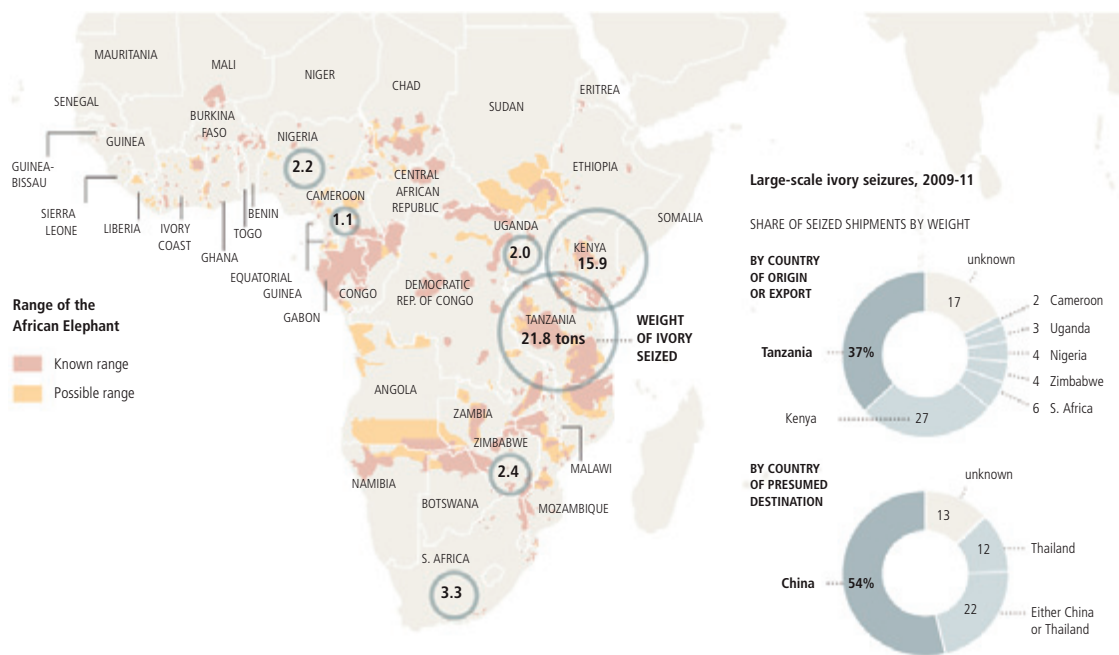 MAURITANIA
MALI
NIGER
CHAD
SUDAN
ERITREA
SENEGAL
BURKINA
FASO
GUINEA
NIGERIA
2.2
ETHIOPIA
GUINEA-
BISSAU
CENTRAL
AFRICAN
REPUBLIC
CAMEROON
1.1
SIERRA
LEONE
LIBERIA
IVORY
COAST
GHANA
TOGO
BENIN
UGANDA
2.0
SOMALIA
KENYA
15.9
EQUATORIAL
GUINEA
GABON
CONGO
DEMOCRATIC
REP. OF CONGO
TANZANIA
21.8 tons
WEIGHT
OF IVORY
SEIZED
Range of the
African Elephant
Known range
Possible range
ANGOLA
ZAMBIA
ZIMBABWE
2.4
MALAWI
NAMIBIA
BOTSWANA
MOZAMBIQUE
S. AFRICA
3.3
Large-scale ivory seizures, 2009-11
SHARE OF SEIZED SHIPMENTS BY WEIGHT
BY COUNTRY
OF ORIGIN
OR EXPORT
unknown
17
2 Cameroon
3 Uganda
4 Nigeria
4 Zimbabwe
6 S. Africa
Tanzania
37%
Kenya
27
BY COUNTRY
OF PRESUMED
DESTINATION
unknown
13
12
Thailand
China
54%
22
Either China
or Thailand